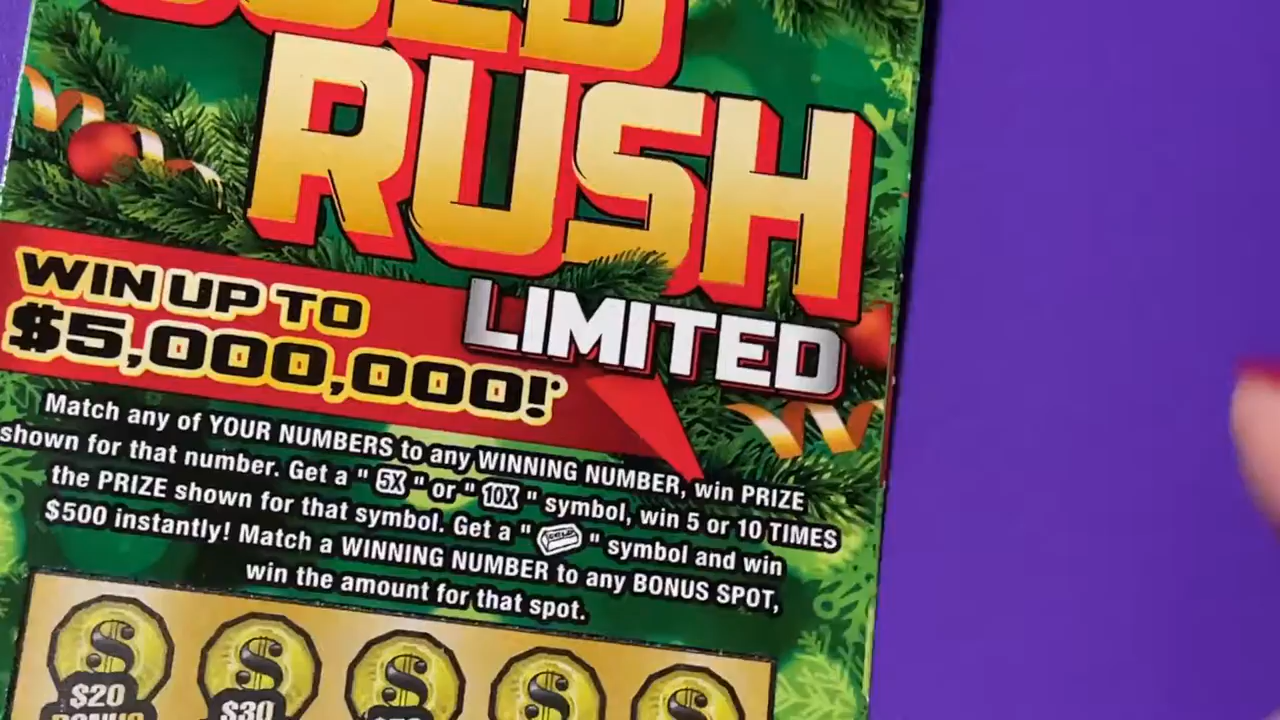 GOLD
RUSH
LIMITED
WIN UP TO
$5,000,000!*
Match any of YOUR NUMBERS to any WINNING NUMBER, win PRIZE
shown for that number. Get a " 5X " or " 10X " symbol, win 5 or 10 TIMES
the PRIZE shown for that symbol. Get a " GOLD " symbol and win
$500 instantly! Match a WINNING NUMBER to any BONUS SPOT,
win the amount for that spot.
$20
BONUS
$30